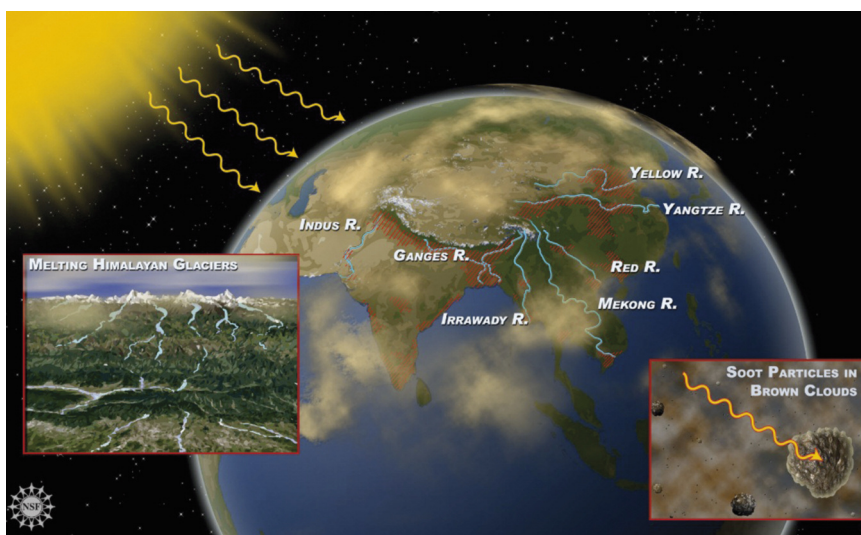 Yellow R.
Yangtze R.
Indus R.
Ganges R.
Red R.
Mekong R.
Irrawady R.
Melting Himalayan Glaciers
Soot Particles in
Brown Clouds
NSF